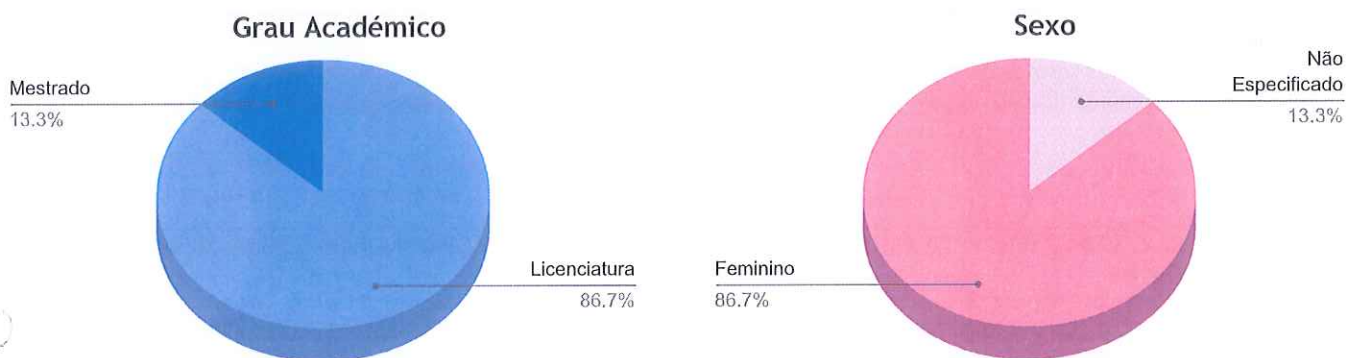 Grau Académico
Mestrado
13.3%
Licenciatura
86.7%
Sexo
Não
Especificado
13.3%
Feminino
86.7%